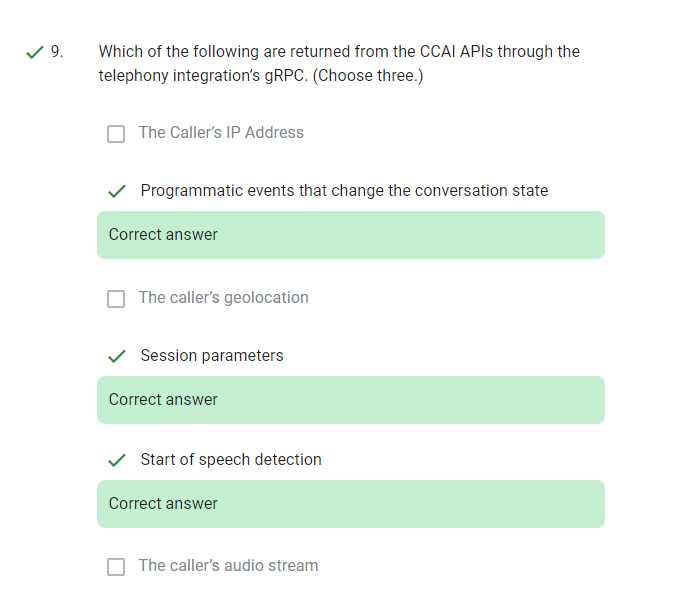 9.
Which of the following are returned from the CCAI APIs through the
telephony integration's gRPC. (Choose three.)
The Caller's IP Address
Programmatic events that change the conversation state
Correct answer
The caller's geolocation
Session parameters
Correct answer
Start of speech detection
Correct answer
The caller's audio stream